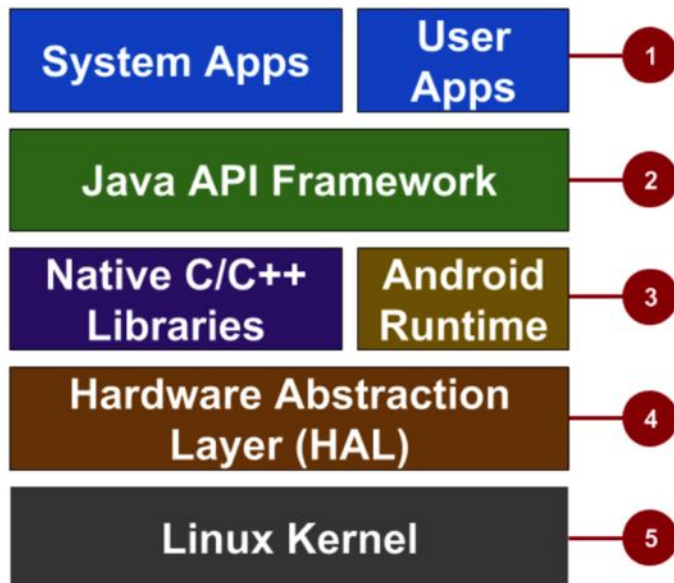 System Apps
User
Apps
1
Java API Framework
2
Native C/C++
Libraries
Android
Runtime
3
Hardware Abstraction
Layer (HAL)
4
Linux Kernel
5